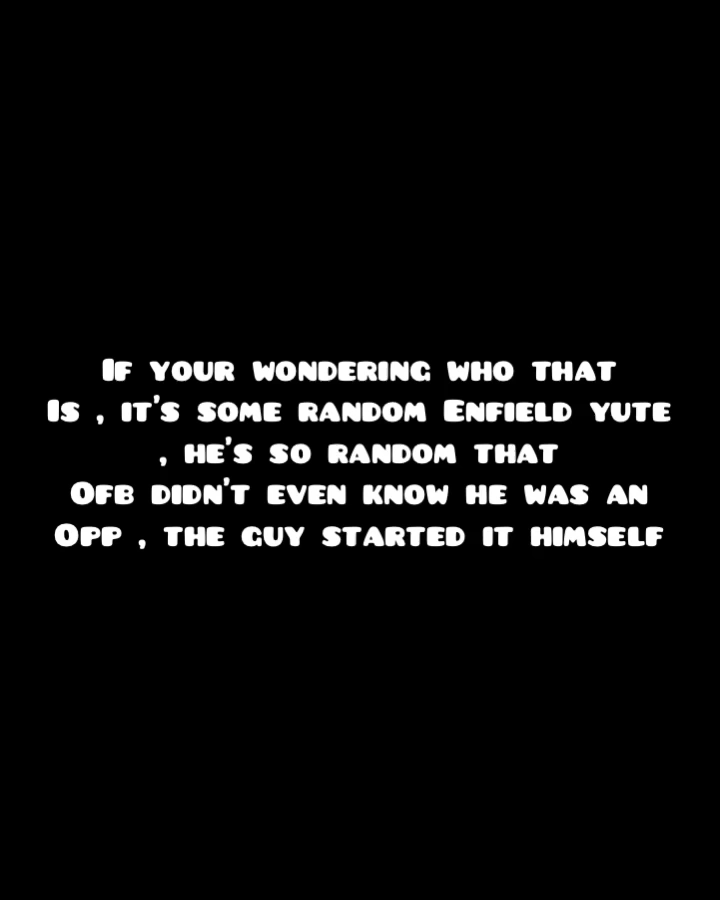 If your wondering who that
Is , it's some random Enfield yute
, he's so random that
Ofb didn't even know he was an
Opp , the guy started it himself